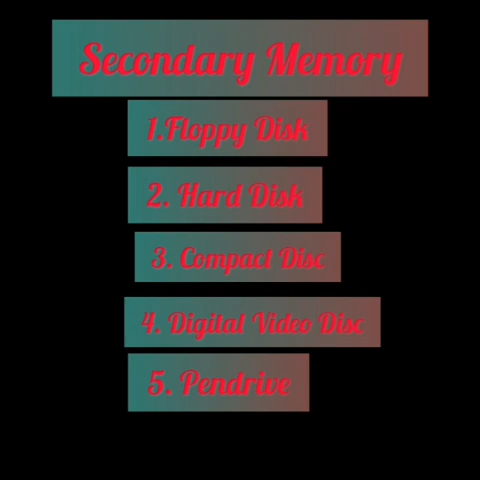 Secondary Memory
1.Floppy Disk
2. Hard Disk
3. Compact Disc
4. Digital Video Disc
5. Pendrive